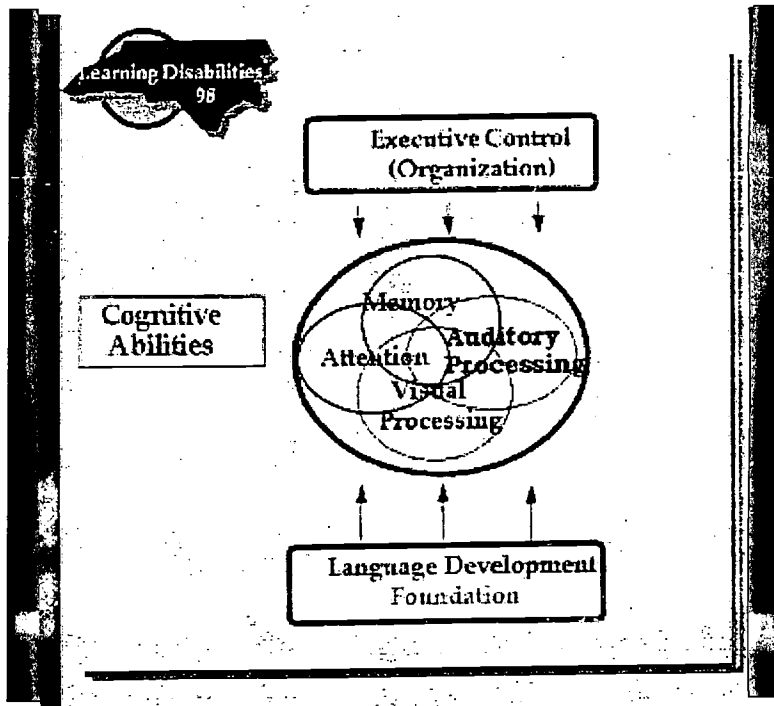 Learning Disabilities
98
Executive Control
(Organization)
Cognitive
Abilities
Memory
Attention
Auditory
Processing
Visual
Processing
Language Development
Foundation